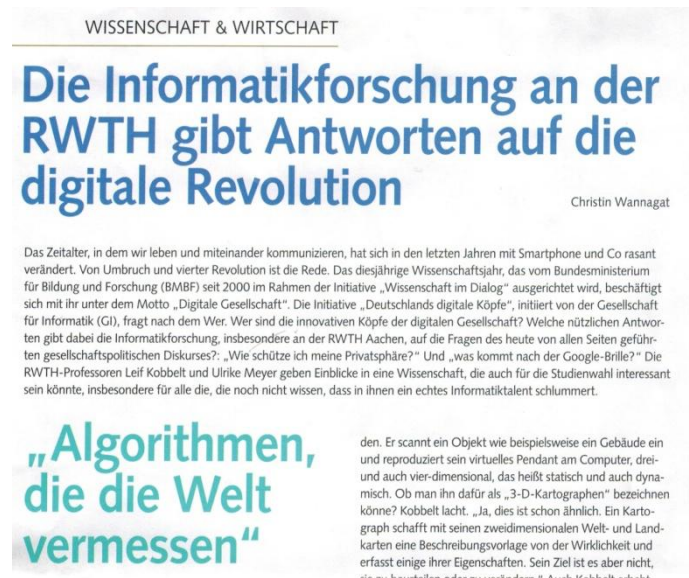 WISSENSCHAFT & WIRTSCHAFT
Die Informatikforschung an der
RWTH gibt Antworten auf die
digitale Revolution
Christin Wannagat
Das Zeitalter, in dem wir leben und miteinander kommunizieren, hat sich in den letzten Jahren mit Smartphone und Co rasant
verändert. Von Umbruch und vierter Revolution ist die Rede. Das diesjährige Wissenschaftsjahr, das vom Bundesministerium
für Bildung und Forschung (BMBF) seit 2000 im Rahmen der Initiative „Wissenschaft im Dialog“ ausgerichtet wird, beschäftigt
sich mit ihr unter dem Motto „Digitale Gesellschaft“. Die Initiative „Deutschlands digitale Köpfe“, initiiert von der Gesellschaft
für Informatik (GI), fragt nach dem Wer. Wer sind die innovativen Köpfe der digitalen Gesellschaft? Welche nützlichen Antwor-
ten gibt dabei die Informatikforschung, insbesondere an der RWTH Aachen, auf die Fragen des heute von allen Seiten geführ-
ten gesellschaftspolitischen Diskurses?: „Wie schütze ich meine Privatsphäre?“ Und „was kommt nach der Google-Brille?“ Die
RWTH-Professoren Leif Kobbelt und Ulrike Meyer geben Einblicke in eine Wissenschaft, die auch für die Studienwahl interessant
sein könnte, insbesondere für alle die, die noch nicht wissen, dass in ihnen ein echtes Informatiktalent schlummert.
„Algorithmen,
die die Welt
vermessen“
den. Er scannt ein Objekt wie beispielsweise ein Gebäude ein
und reproduziert sein virtuelles Pendant am Computer, drei-
und auch vier-dimensional, das heißt statisch und auch dyna-
misch. Ob man ihn dafür als „3-D-Kartographen“ bezeichnen
könne? Kobbelt lacht. „Ja, dies ist schon ähnlich. Ein Karto-
graph schafft mit seinen zweidimensionalen Welt- und Land-
karten eine Beschreibungsvorlage von der Wirklichkeit und
erfasst einige ihrer Eigenschaften. Sein Ziel ist es aber nicht,